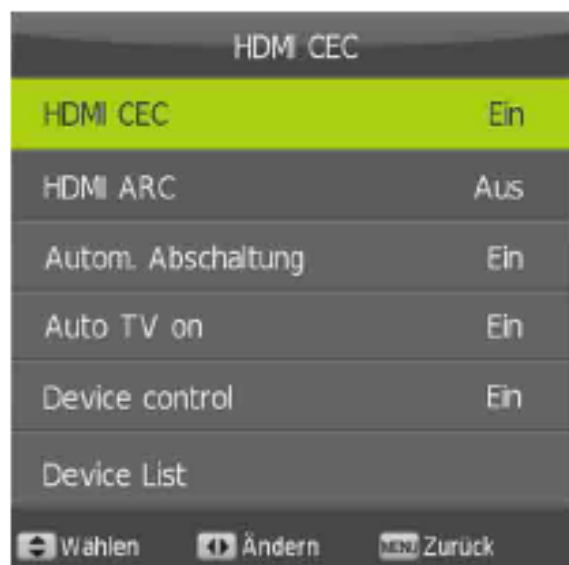 HDMI CEC
HDMI CEC Ein
HDMI ARC Aus
Autom. Abschaltung Ein
Auto TV on Ein
Device control Ein
Device List
Wählen Ändern MENU Zurück